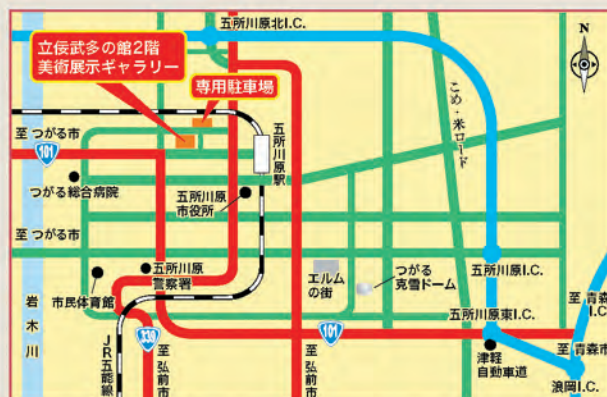 五所川原北I.C.
N
立佞武多の館2階
美術展示ギャラリー
専用駐車場
こめ・米ロード
至 つがる市
101
五所川原駅
つがる総合病院
五所川原
市役所
至 つがる市
五所川原
警察署
市民体育館
エルムの街
つがる
克雪ドーム
五所川原I.C.
五所川原東I.C.
至 青森I.C.
岩木川
JR五能線
339
至 弘前市
101
至 弘前市
津軽
自動車道
至 青森市
浪岡I.C.